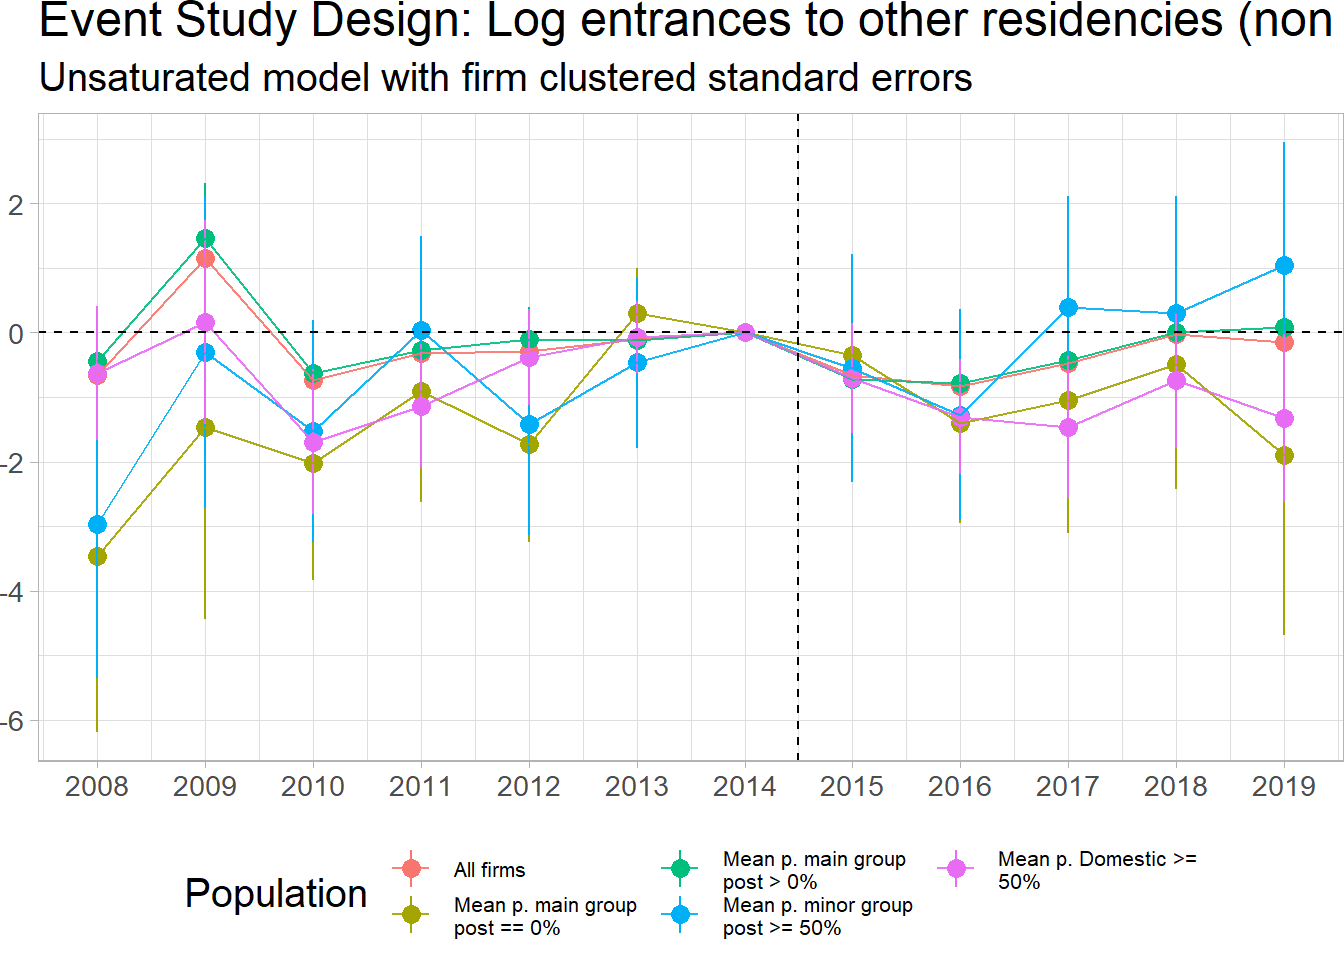 Event Study Design: Log entrances to other residencies (non
Unsaturated model with firm clustered standard errors
2
0
-2
-4
-6
2008 2009 2010 2011 2012 2013 2014 2015 2016 2017 2018 2019
Population
All firms
Mean p. main group
post == 0%
Mean p. main group
post > 0%
Mean p. minor group
post >= 50%
Mean p. Domestic >=
50%